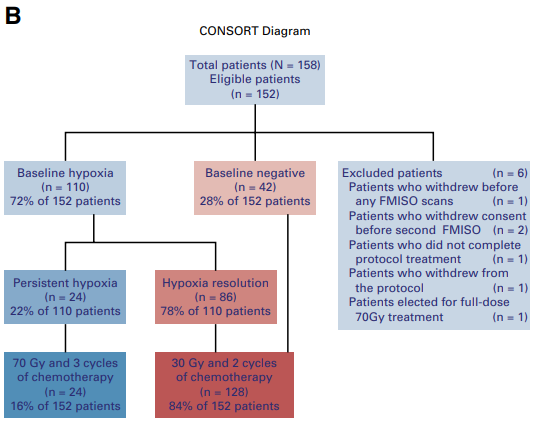 B
CONSORT Diagram
Total patients (N = 158)
Eligible patients
(n = 152)
Baseline hypoxia
(n = 110)
72% of 152 patients
Baseline negative
(n = 42)
28% of 152 patients
Excluded patients (n = 6)
Patients who withdrew before
any FMISO scans (n = 1)
Patients who withdrew consent
before second FMISO (n = 2)
Patients who did not complete
protocol treatment (n = 1)
Patients who withdrew from
the protocol (n = 1)
Patients elected for full-dose
70Gy treatment (n = 1)
Persistent hypoxia
(n = 24)
22% of 110 patients
Hypoxia resolution
(n = 86)
78% of 110 patients
70 Gy and 3 cycles
of chemotherapy
(n = 24)
16% of 152 patients
30 Gy and 2 cycles
of chemotherapy
(n = 128)
84% of 152 patients